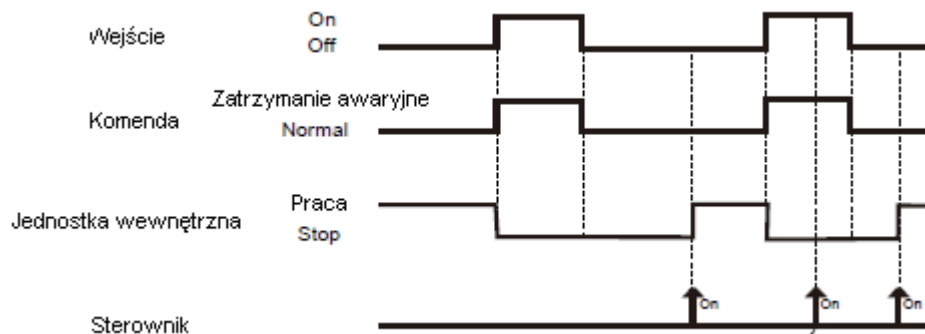 Wejście
On
Off
Zatrzymanie awaryjne
Komenda
Normal
Praca
Jednostka wewnętrzna
Stop
On
On
On
Sterownik